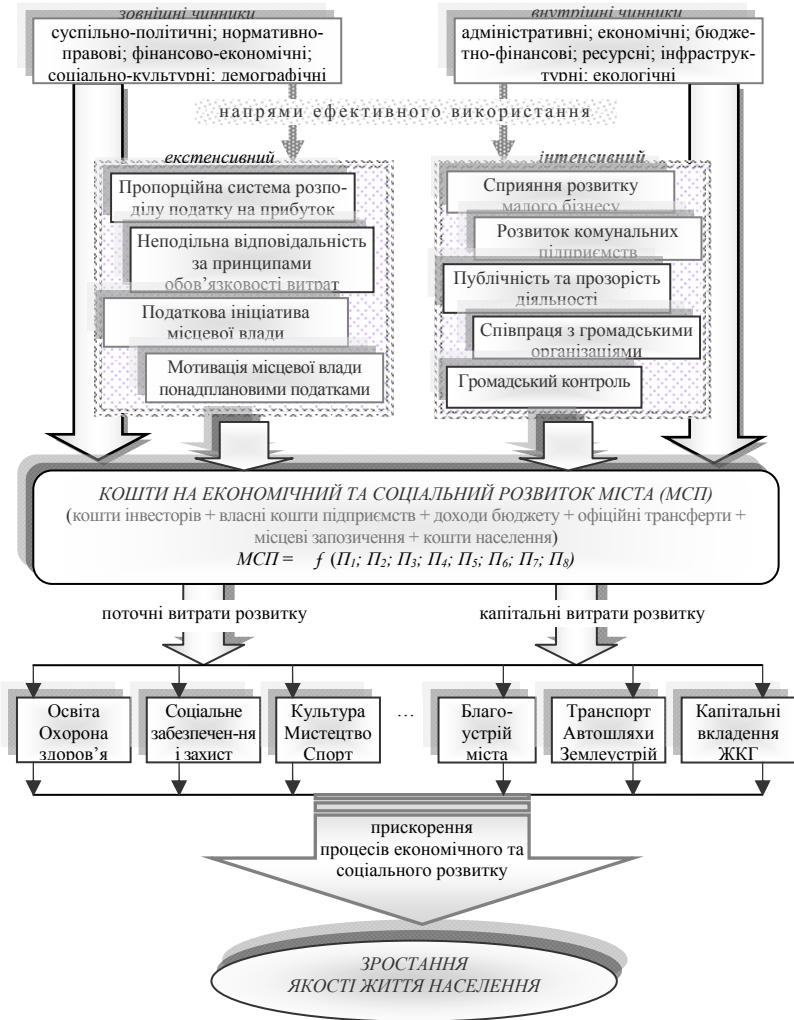 зовнішні чинники
суспільно-політичні; нормативно-
правові; фінансово-економічні;
соціально-культурні; демографічні
внутрішні чинники
адміністративні; економічні; бюдже-
тно-фінансові; ресурсні; інфраструк-
турні; екологічні
напрями ефективного використання
екстенсивний
Пропорційна система розпо-
ділу податку на прибуток
Неподільна відповідальність
за принципами
обов’язковості витрат
Податкова ініціатива
місцевої влади
Мотивація місцевої влади
понадплановими податками
інтенсивний
Сприяння розвитку
малого бізнесу
Розвиток комунальних
підприємств
Публічність та прозорість
діяльності
Співпраця з громадськими
організаціями
Громадський контроль
КОШТИ НА ЕКОНОМІЧНИЙ ТА СОЦІАЛЬНИЙ РОЗВИТОК МІСТА (МСП)
(кошти інвесторів + власні кошти підприємств + доходи бюджету + офіційні трансферти +
місцеві запозичення + кошти населення)
МСП = f (П1; П2; П3; П4; П5; П6; П7; П8)
поточні витрати розвитку
капітальні витрати розвитку
Освіта
Охорона
здоров’я
Соціальне
забезпечен-ня
і захист
Культура
Мистецтво
Спорт
…
Благо-
устрій
міста
Транспорт
Автошляхи
Землеустрій
Капітальні
вкладення
ЖКГ
прискорення
процесів економічного та
соціального розвитку
ЗРОСТАННЯ
ЯКОСТІ ЖИТТЯ НАСЕЛЕННЯ